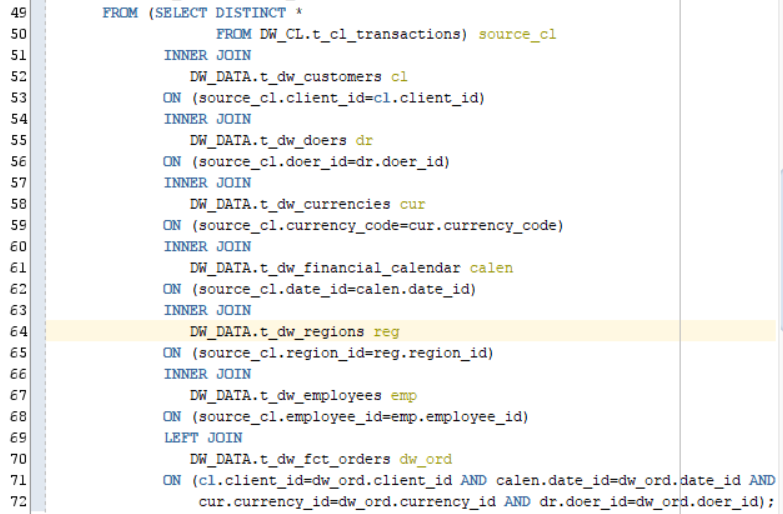 49 FROM (SELECT DISTINCT *
50 FROM DW_CL.t_cl_transactions) source_cl
51 INNER JOIN
52 DW_DATA.t_dw_customers cl
53 ON (source_cl.client_id=cl.client_id)
54 INNER JOIN
55 DW_DATA.t_dw_doers dr
56 ON (source_cl.doer_id=dr.doer_id)
57 INNER JOIN
58 DW_DATA.t_dw_currencies cur
59 ON (source_cl.currency_code=cur.currency_code)
60 INNER JOIN
61 DW_DATA.t_dw_financial_calendar calen
62 ON (source_cl.date_id=calen.date_id)
63 INNER JOIN
64 DW_DATA.t_dw_regions reg
65 ON (source_cl.region_id=reg.region_id)
66 INNER JOIN
67 DW_DATA.t_dw_employees emp
68 ON (source_cl.employee_id=emp.employee_id)
69 LEFT JOIN
70 DW_DATA.t_dw_fct_orders dw_ord
71 ON (cl.client_id=dw_ord.client_id AND calen.date_id=dw_ord.date_id AND
72 cur.currency_id=dw_ord.currency_id AND dr.doer_id=dw_ord.doer_id);